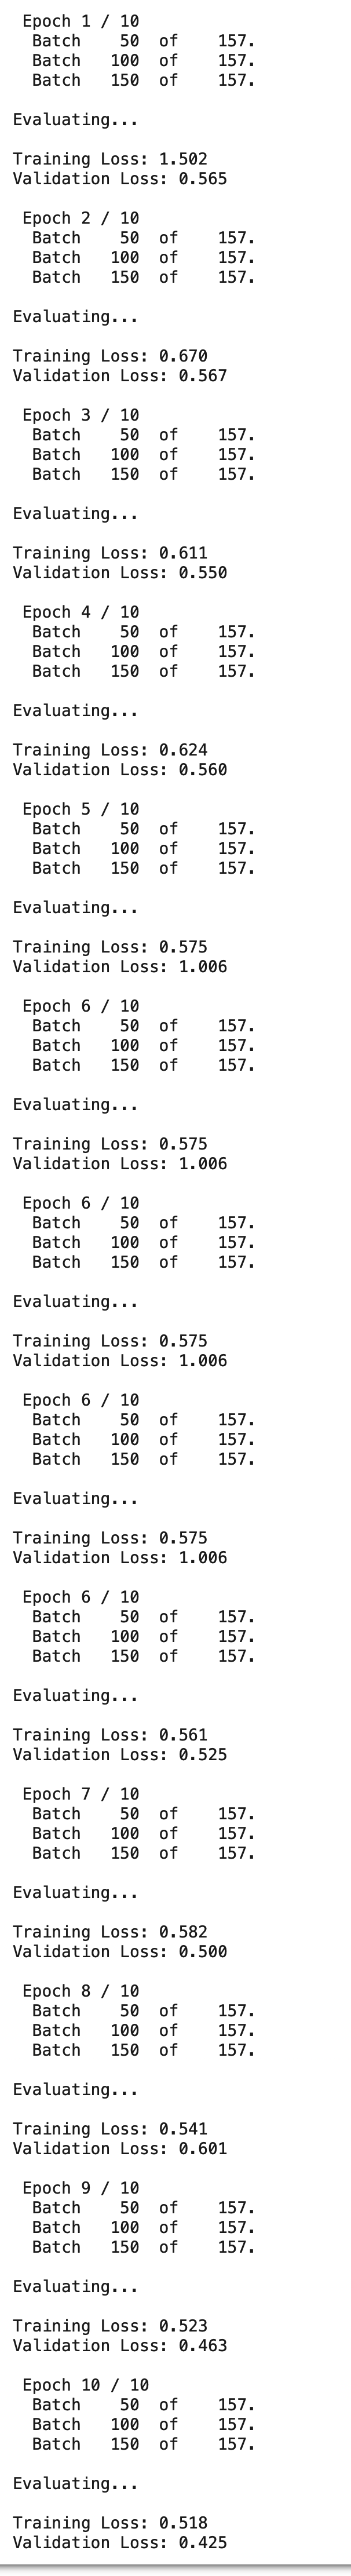 Epoch 1 / 10
Batch 50 of 157.
Batch 100 of 157.
Batch 150 of 157.
Evaluating...
Training Loss: 1.502
Validation Loss: 0.565
Epoch 2 / 10
Batch 50 of 157.
Batch 100 of 157.
Batch 150 of 157.
Evaluating...
Training Loss: 0.670
Validation Loss: 0.567
Epoch 3 / 10
Batch 50 of 157.
Batch 100 of 157.
Batch 150 of 157.
Evaluating...
Training Loss: 0.611
Validation Loss: 0.550
Epoch 4 / 10
Batch 50 of 157.
Batch 100 of 157.
Batch 150 of 157.
Evaluating...
Training Loss: 0.624
Validation Loss: 0.560
Epoch 5 / 10
Batch 50 of 157.
Batch 100 of 157.
Batch 150 of 157.
Evaluating...
Training Loss: 0.575
Validation Loss: 1.006
Epoch 6 / 10
Batch 50 of 157.
Batch 100 of 157.
Batch 150 of 157.
Evaluating...
Training Loss: 0.575
Validation Loss: 1.006
Epoch 6 / 10
Batch 50 of 157.
Batch 100 of 157.
Batch 150 of 157.
Evaluating...
Training Loss: 0.575
Validation Loss: 1.006
Epoch 6 / 10
Batch 50 of 157.
Batch 100 of 157.
Batch 150 of 157.
Evaluating...
Training Loss: 0.575
Validation Loss: 1.006
Epoch 6 / 10
Batch 50 of 157.
Batch 100 of 157.
Batch 150 of 157.
Evaluating...
Training Loss: 0.561
Validation Loss: 0.525
Epoch 7 / 10
Batch 50 of 157.
Batch 100 of 157.
Batch 150 of 157.
Evaluating...
Training Loss: 0.582
Validation Loss: 0.500
Epoch 8 / 10
Batch 50 of 157.
Batch 100 of 157.
Batch 150 of 157.
Evaluating...
Training Loss: 0.541
Validation Loss: 0.601
Epoch 9 / 10
Batch 50 of 157.
Batch 100 of 157.
Batch 150 of 157.
Evaluating...
Training Loss: 0.523
Validation Loss: 0.463
Epoch 10 / 10
Batch 50 of 157.
Batch 100 of 157.
Batch 150 of 157.
Evaluating...
Training Loss: 0.518
Validation Loss: 0.425